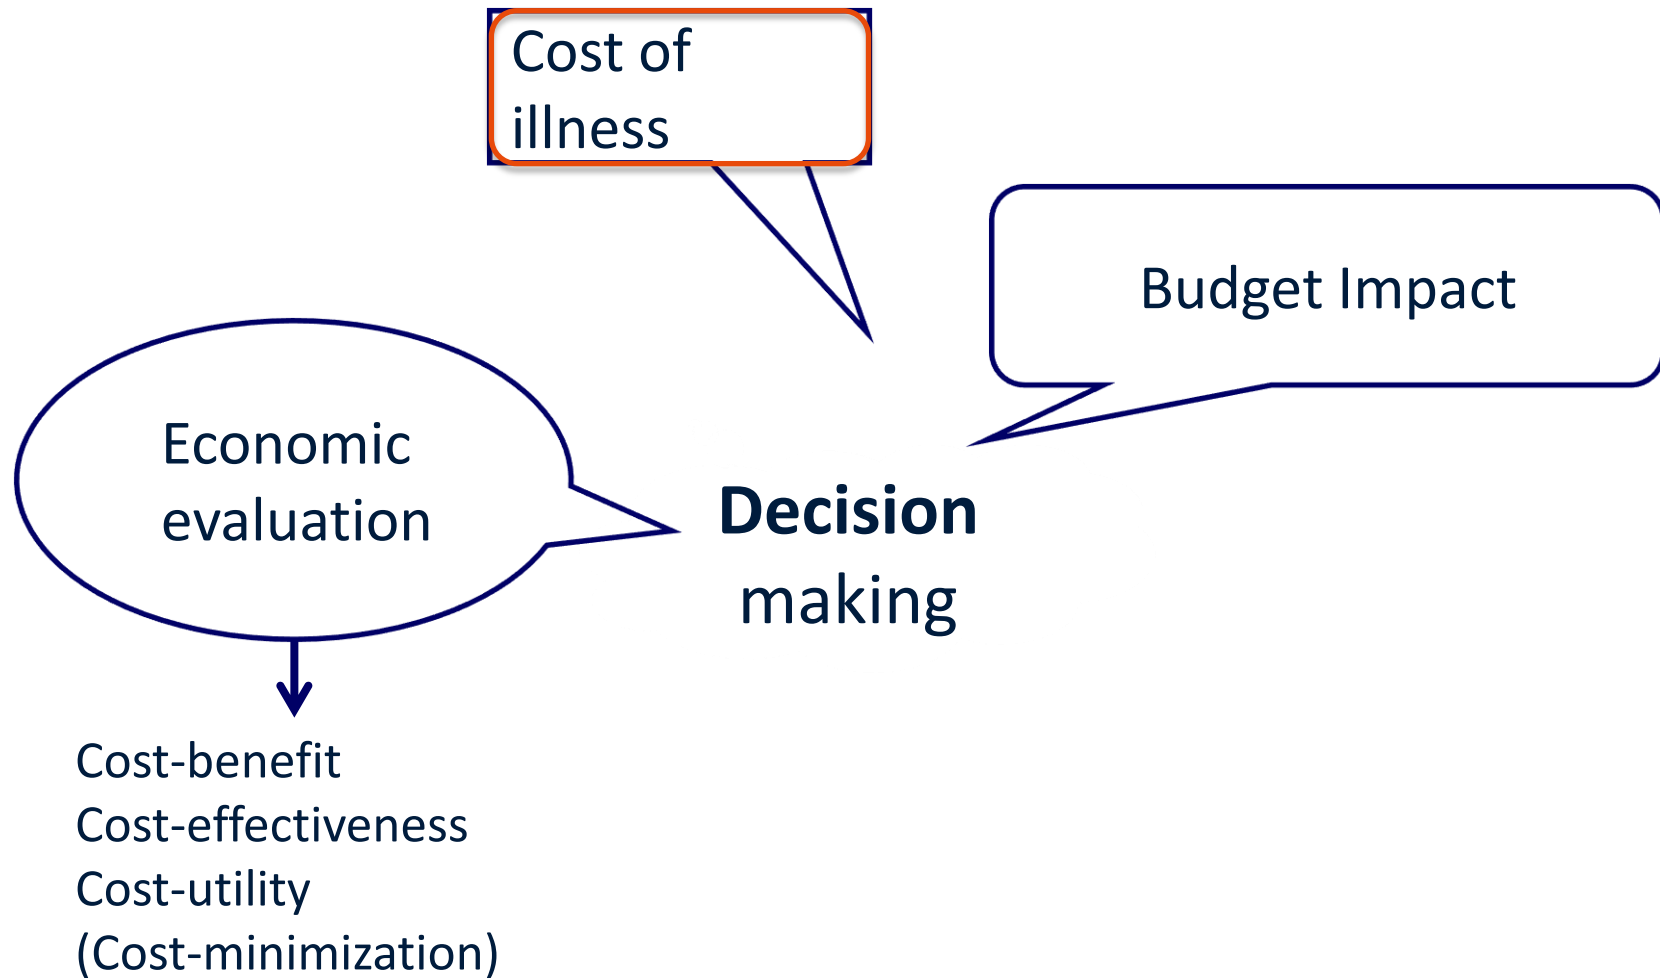 Cost of
illness
Budget Impact
Economic
evaluation
Decision
making
Cost-benefit
Cost-effectiveness
Cost-utility
(Cost-minimization)